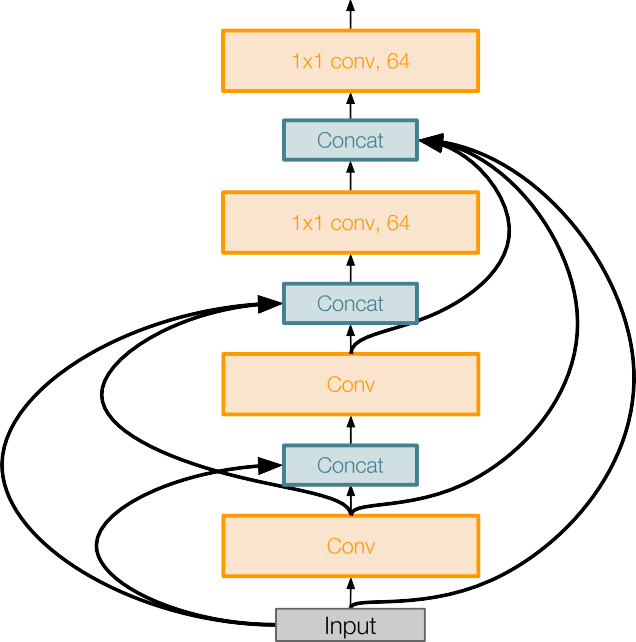 1x1 conv, 64
Concat
1x1 conv, 64
Concat
Conv
Concat
Conv
Input